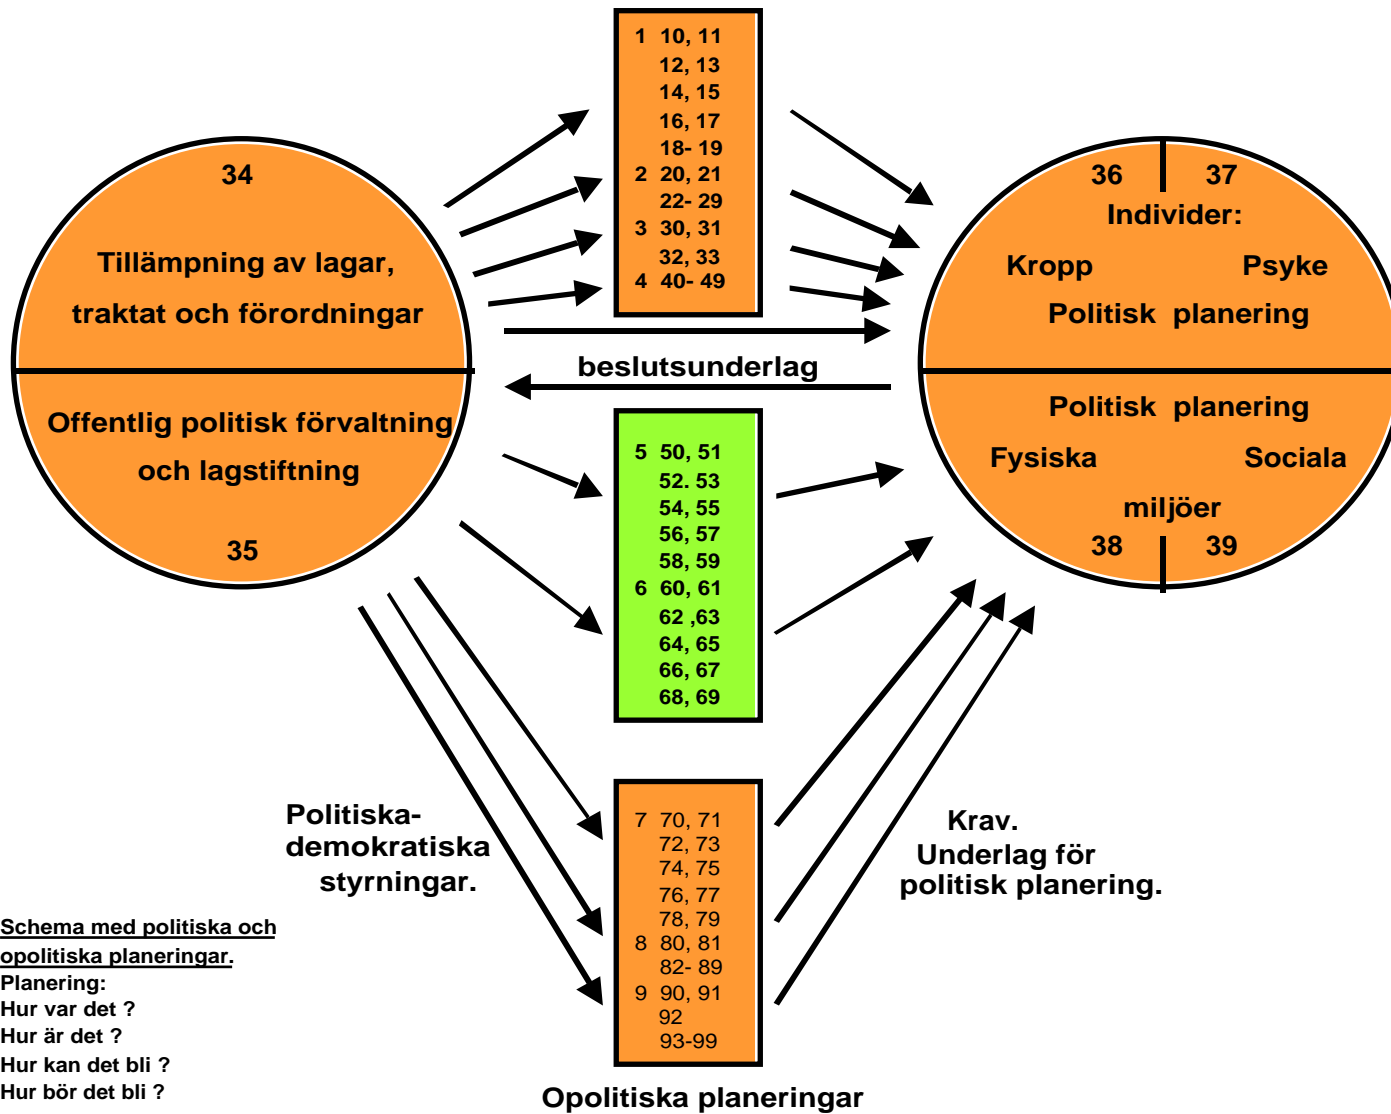 1 10, 11
12, 13
14, 15
16, 17
18- 19
2 20, 21
22- 29
3 30, 31
32, 33
4 40- 49
34
Tillämpning av lagar,
traktat och förordningar
Offentlig politisk förvaltning
och lagstiftning
35
36 37
Individer:
Kropp Psyke
Politisk planering
Politisk planering
Fysiska Sociala
miljöer
38 39
beslutsunderlag
5 50, 51
52. 53
54, 55
56, 57
58, 59
6 60, 61
62 ,63
64, 65
66, 67
68, 69
Politiska-
demokratiska
styrningar.
7 70, 71
72, 73
74, 75
76, 77
78, 79
8 80, 81
82- 89
9 90, 91
92
93-99
Krav.
Underlag för
politisk planering.
Schema med politiska och
opolitiska planeringar.
Planering:
Hur var det ?
Hur är det ?
Hur kan det bli ?
Hur bör det bli ?
Opolitiska planeringar